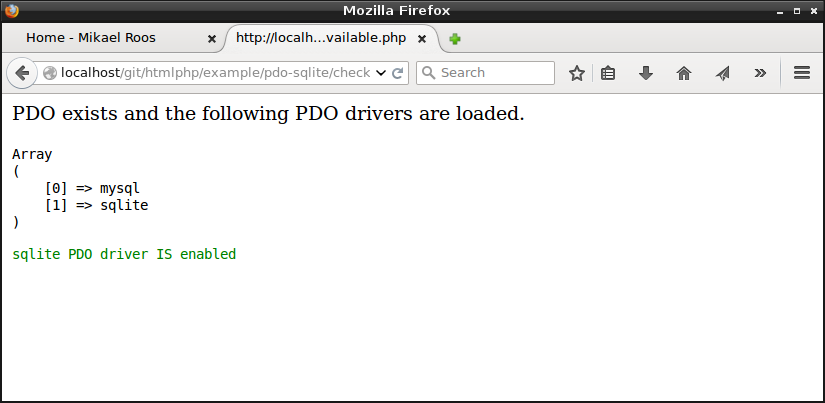 Mozilla Firefox
Home - Mikael Roos
http://localh...vailable.php
localhost/git/htmlphp/example/pdo-sqlite/check
Search
PDO exists and the following PDO drivers are loaded.
Array
(
    [0] => mysql
    [1] => sqlite
)
sqlite PDO driver IS enabled